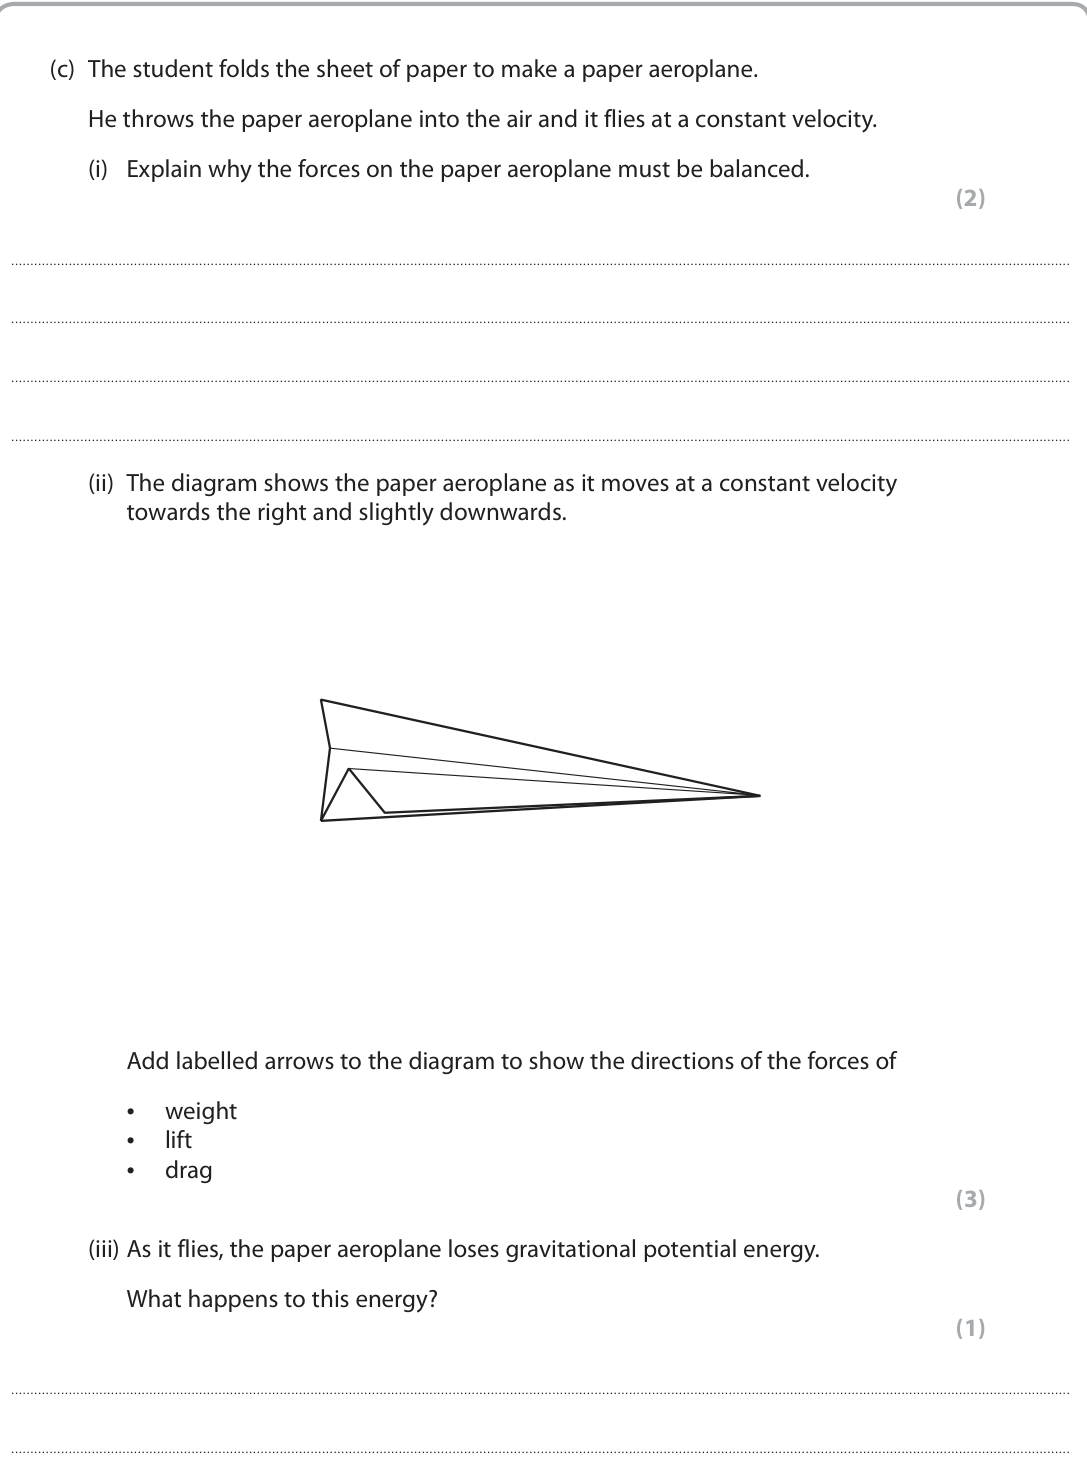 (c) The student folds the sheet of paper to make a paper aeroplane.
He throws the paper aeroplane into the air and it flies at a constant velocity.
(i) Explain why the forces on the paper aeroplane must be balanced.
(2)
(ii) The diagram shows the paper aeroplane as it moves at a constant velocity
towards the right and slightly downwards.
Add labelled arrows to the diagram to show the directions of the forces of
• weight
• lift
• drag
(3)
(iii) As it flies, the paper aeroplane loses gravitational potential energy.
What happens to this energy?
(1)